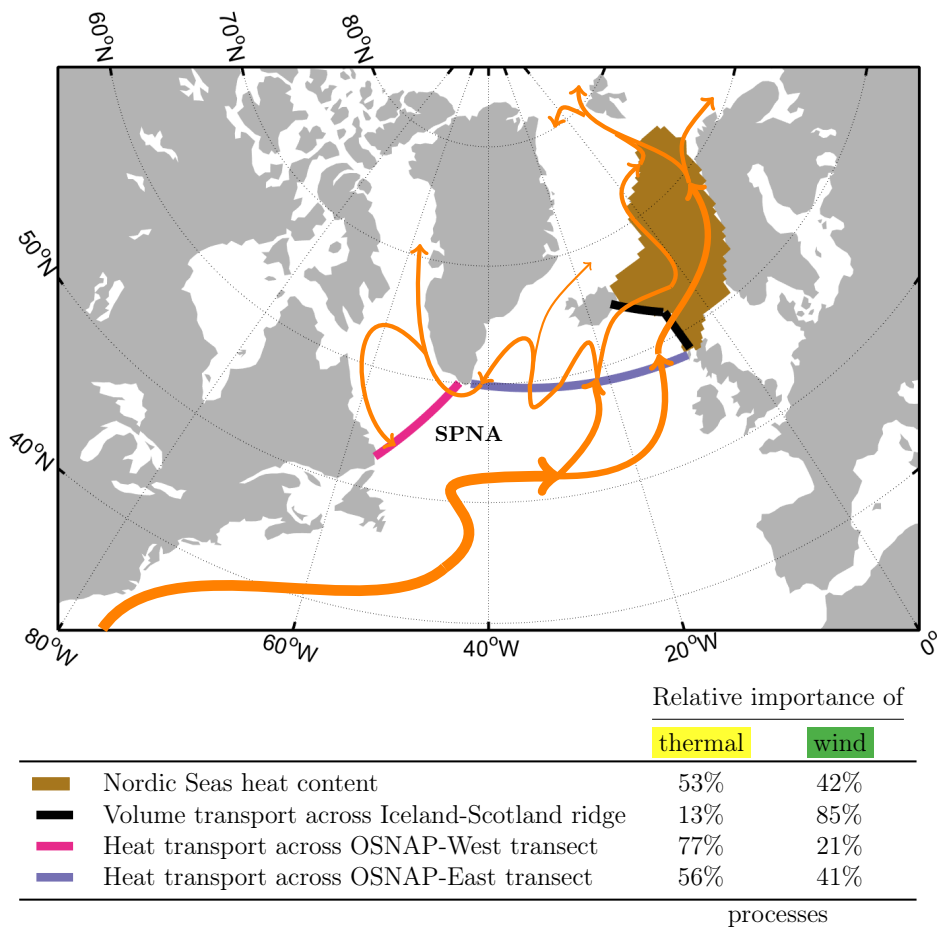 60°N
70°N
80°N
50°N
40°N
SPNA
80°W
60°W
40°W
20°W
0°
Relative importance of
thermal wind
Nordic Seas heat content 53% 42%
Volume transport across Iceland-Scotland ridge 13% 85%
Heat transport across OSNAP-West transect 77% 21%
Heat transport across OSNAP-East transect 56% 41%
processes